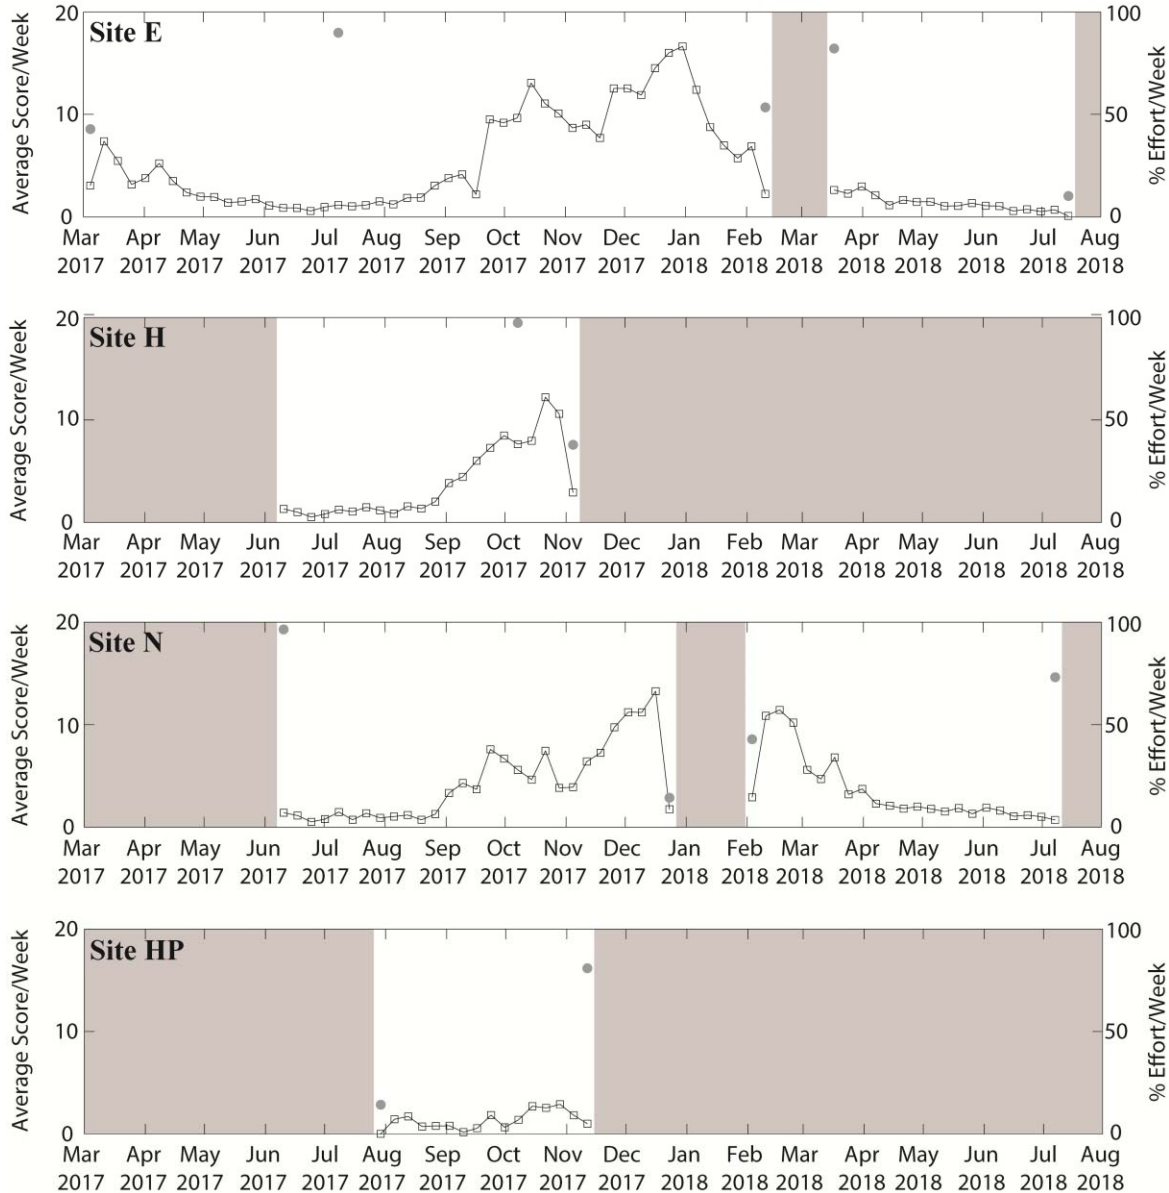 20
100
Site E
Average Score/Week
% Effort/Week
10
50
0
0
Mar Apr May Jun Jul Aug Sep Oct Nov Dec Jan Feb Mar Apr May Jun Jul Aug
2017 2017 2017 2017 2017 2017 2017 2017 2017 2017 2018 2018 2018 2018 2018 2018 2018 2018
20
100
Site H
Average Score/Week
% Effort/Week
10
50
0
0
Mar Apr May Jun Jul Aug Sep Oct Nov Dec Jan Feb Mar Apr May Jun Jul Aug
2017 2017 2017 2017 2017 2017 2017 2017 2017 2017 2018 2018 2018 2018 2018 2018 2018 2018
20
100
Site N
Average Score/Week
% Effort/Week
10
50
0
0
Mar Apr May Jun Jul Aug Sep Oct Nov Dec Jan Feb Mar Apr May Jun Jul Aug
2017 2017 2017 2017 2017 2017 2017 2017 2017 2017 2018 2018 2018 2018 2018 2018 2018 2018
20
100
Site HP
Average Score/Week
% Effort/Week
10
50
0
0
Mar Apr May Jun Jul Aug Sep Oct Nov Dec Jan Feb Mar Apr May Jun Jul Aug
2017 2017 2017 2017 2017 2017 2017 2017 2017 2017 2018 2018 2018 2018 2018 2018 2018 2018